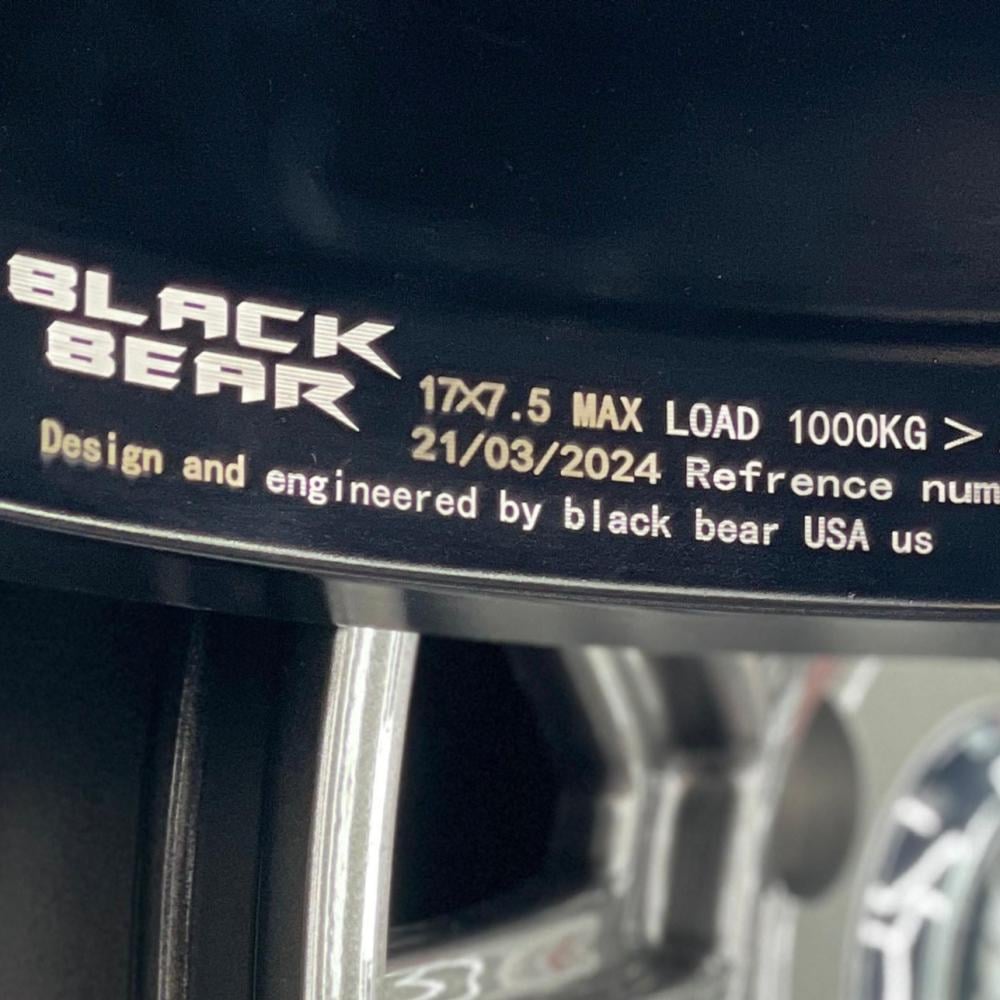 BLACK
BEAR
17X7.5 MAX LOAD 1000KG >
21/03/2024 Refrence num
Design and engineered by black bear USA us